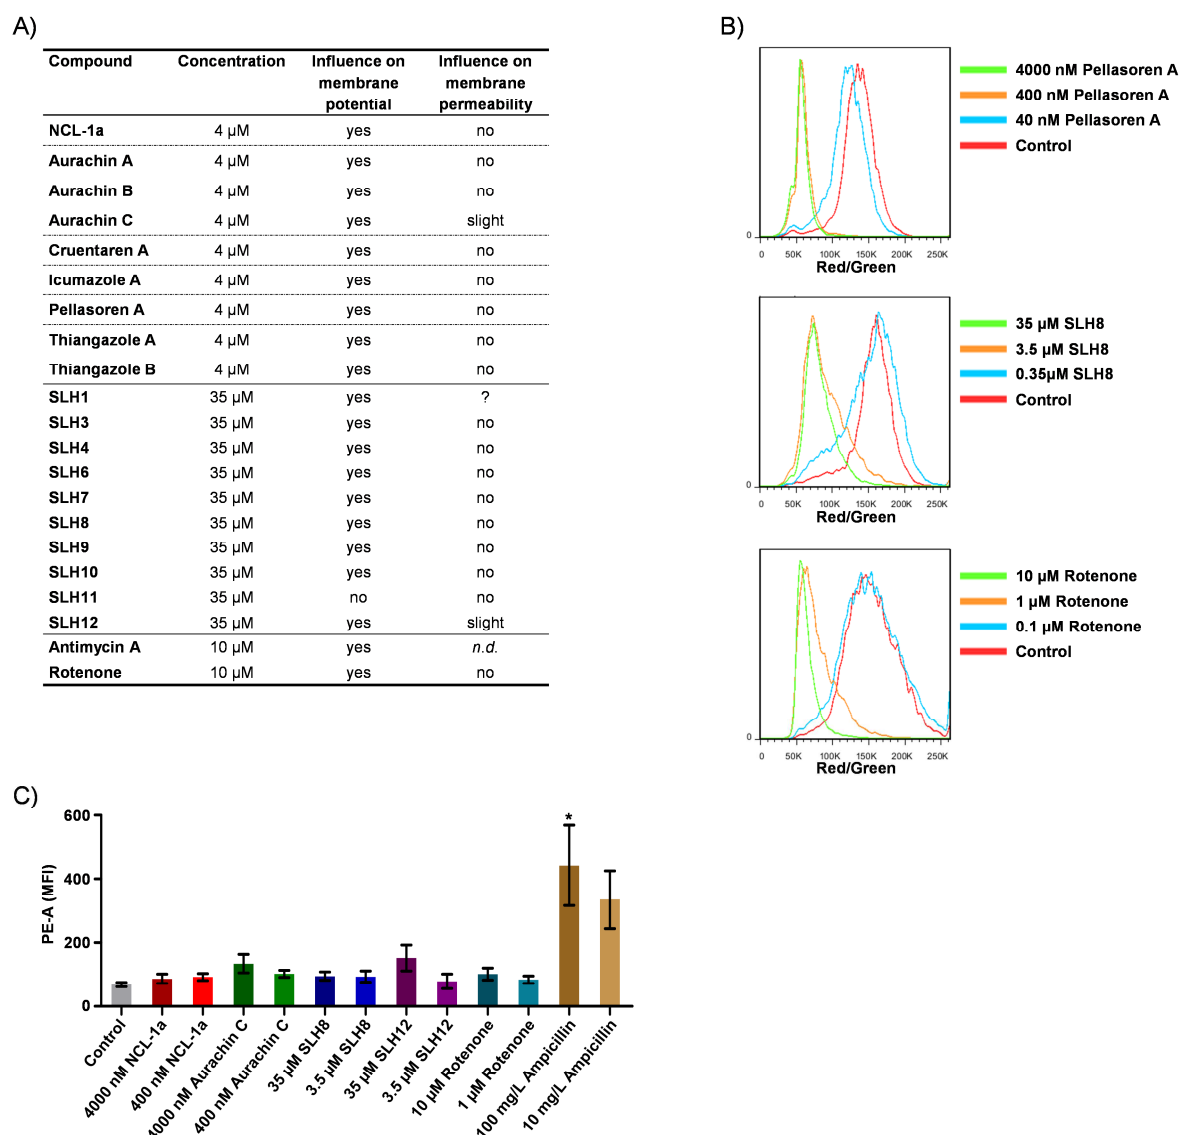 A)
Compound Concentration Influence on membrane potential Influence on membrane permeability
NCL-1a 4 µM yes no
Aurachin A 4 µM yes no
Aurachin B 4 µM yes no
Aurachin C 4 µM yes slight
Cruentaren A 4 µM yes no
Icumazole A 4 µM yes no
Pellasoren A 4 µM yes no
Thiangazole A 4 µM yes no
Thiangazole B 4 µM yes no
SLH1 35 µM yes ?
SLH3 35 µM yes no
SLH4 35 µM yes no
SLH6 35 µM yes no
SLH7 35 µM yes no
SLH8 35 µM yes no
SLH9 35 µM yes no
SLH10 35 µM yes no
SLH11 35 µM no no
SLH12 35 µM yes slight
Antimycin A 10 µM yes n.d.
Rotenone 10 µM yes no
B)
4000 nM Pellasoren A
400 nM Pellasoren A
40 nM Pellasoren A
Control
0
0 50K 100K 150K 200K 250K
Red/Green
35 µM SLH8
3.5 µM SLH8
0.35µM SLH8
Control
0
0 50K 100K 150K 200K 250K
Red/Green
10 µM Rotenone
1 µM Rotenone
0.1 µM Rotenone
Control
0
0 50K 100K 150K 200K 250K
Red/Green
C)
PE-A (MFI)
600
400
200
0
*
Control
4000 nM NCL-1a
400 nM NCL-1a
4000 nM Aurachin C
400 nM Aurachin C
35 µM SLH8
3.5 µM SLH8
35 µM SLH12
3.5 µM SLH12
10 µM Rotenone
1 µM Rotenone
100 mg/L Ampicillin
10 mg/L Ampicillin